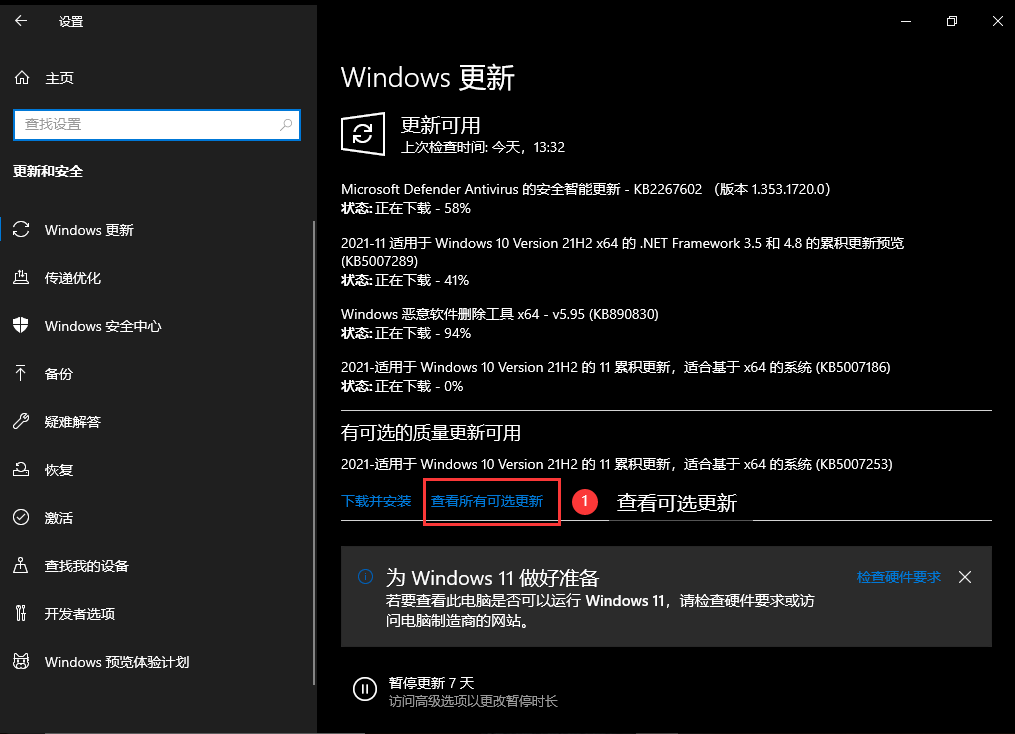 设置
主页
查找设置
更新和安全
Windows 更新
传递优化
Windows 安全中心
备份
疑难解答
恢复
激活
查找我的设备
开发者选项
Windows 预览体验计划
Windows 更新
更新可用
上次检查时间: 今天，13:32
Microsoft Defender Antivirus 的安全智能更新 - KB2267602 （版本 1.353.1720.0）
状态: 正在下载 - 58%
2021-11 适用于 Windows 10 Version 21H2 x64 的 .NET Framework 3.5 和 4.8 的累积更新预览
(KB5007289)
状态: 正在下载 - 41%
Windows 恶意软件删除工具 x64 - v5.95 (KB890830)
状态: 正在下载 - 94%
2021-适用于 Windows 10 Version 21H2 的 11 累积更新，适合基于 x64 的系统 (KB5007186)
状态: 正在下载 - 0%
有可选的质量更新可用
2021-适用于 Windows 10 Version 21H2 的 11 累积更新，适合基于 x64 的系统 (KB5007253)
下载并安装 查看所有可选更新 1 查看可选更新
为 Windows 11 做好准备 检查硬件要求
若要查看此电脑是否可以运行 Windows 11，请检查硬件要求或访
问电脑制造商的网站。
暂停更新 7 天
访问高级选项以更改暂停时长